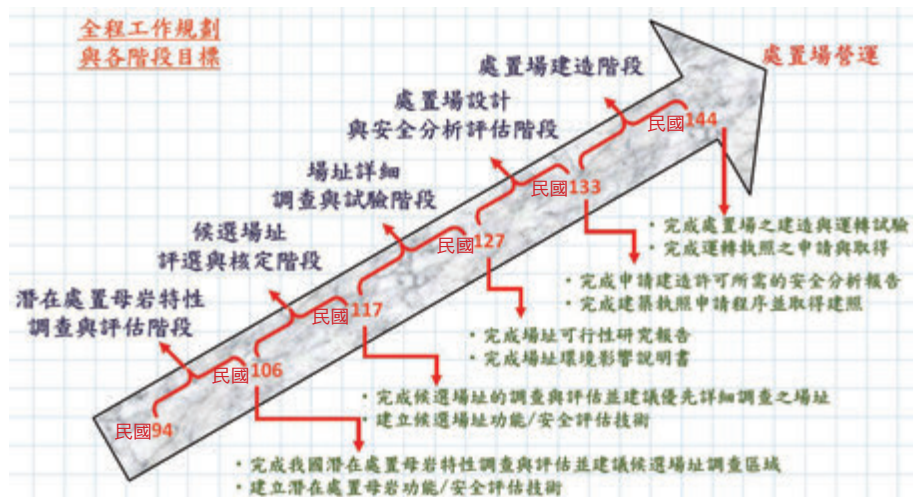 全程工作規劃
與各階段目標
處置場營運
處置場建造階段
處置場設計
與安全分析評估階段
場址詳細
調查與試驗階段
候選場址
評選與核定階段
潛在處置母岩特性
調查與評估階段
民國144
民國133
民國127
民國117
民國106
民國94
• 完成處置場之建造與運轉試驗
• 完成運轉執照之申請與取得
• 完成申請建造許可所需的安全分析報告
• 完成建築執照申請程序並取得建照
• 完成場址可行性研究報告
• 完成場址環境影響說明書
• 完成候選場址的調查與評估並建議優先詳細調查之場址
• 建立候選場址功能/安全評估技術
• 完成我國潛在處置母岩特性調查與評估並建議候選場址調查區域
• 建立潛在處置母岩功能/安全評估技術